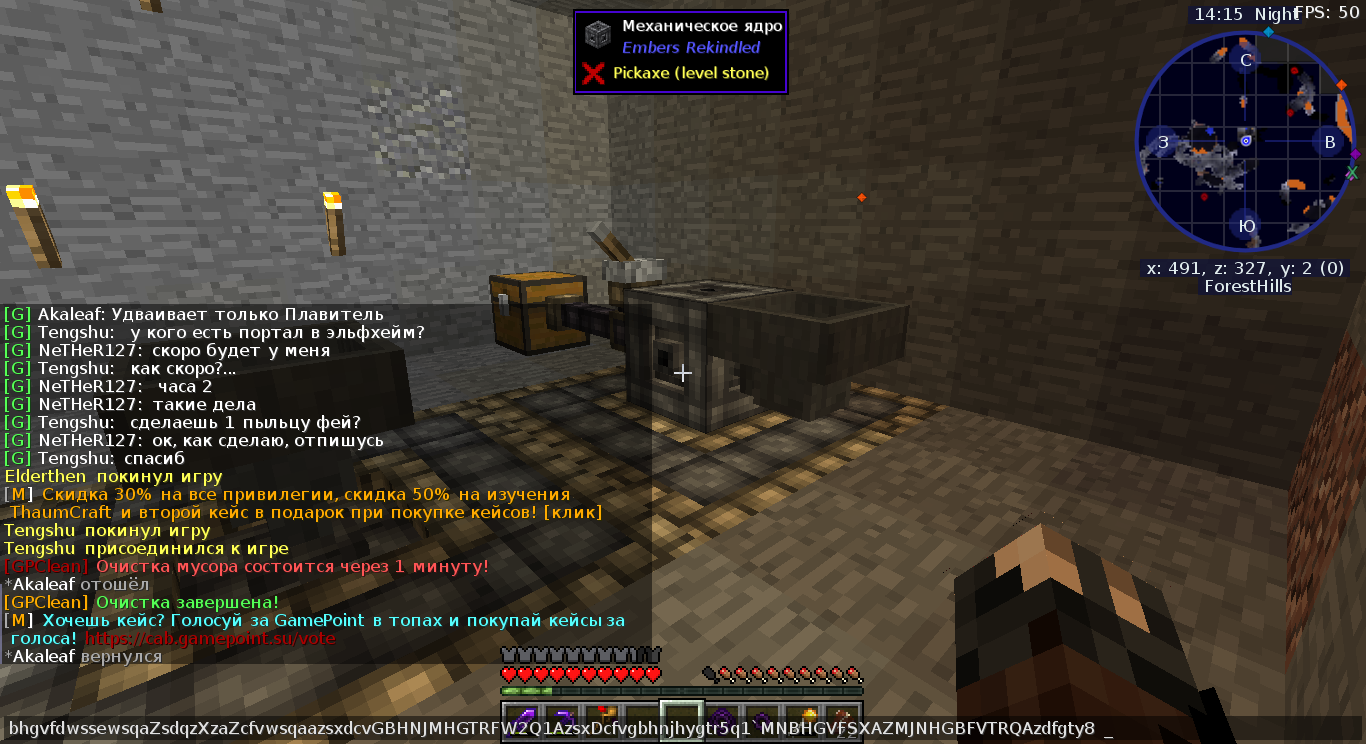 Механическое ядро
Embers Rekindled
Pickaxe (level stone)
14:15 Night
FPS: 50
С
З
В
Ю
x: 491, z: 327, y: 2 (0)
ForestHills
[G] Akaleaf: Удваивает только Плавитель
[G] Tengshu: у кого есть портал в эльфхейм?
[G] NeTHeR127: скоро будет у меня
[G] Tengshu: как скоро?...
[G] NeTHeR127: часа 2
[G] NeTHeR127: такие дела
[G] Tengshu: сделаешь 1 пыльцу фей?
[G] NeTHeR127: ок, как сделаю, отпишусь
[G] Tengshu: спасиб
Elderthen покинул игру
[M] Скидка 30% на все привилегии, скидка 50% на изучения
ThaumCraft и второй кейс в подарок при покупке кейсов! [клик]
Tengshu покинул игру
Tengshu присоединился к игре
[GPClean] Очистка мусора состоится через 1 минуту!
*Akaleaf отошёл
[GPClean] Очистка завершена!
[M] Хочешь кейс? Голосуй за GamePoint в топах и покупай кейсы за
голоса! https://cab.gamepoint.su/vote
*Akaleaf вернулся
bhgvfdwssewsqaZsdqzXzaZcfvwsqaazsxdcvGBHNJMHGTRFW2Q1AzsxDcfvgbhnjhygtr5q1`MNBHGVFSXAZMJNHGBFVTRQAzdfgty8 _